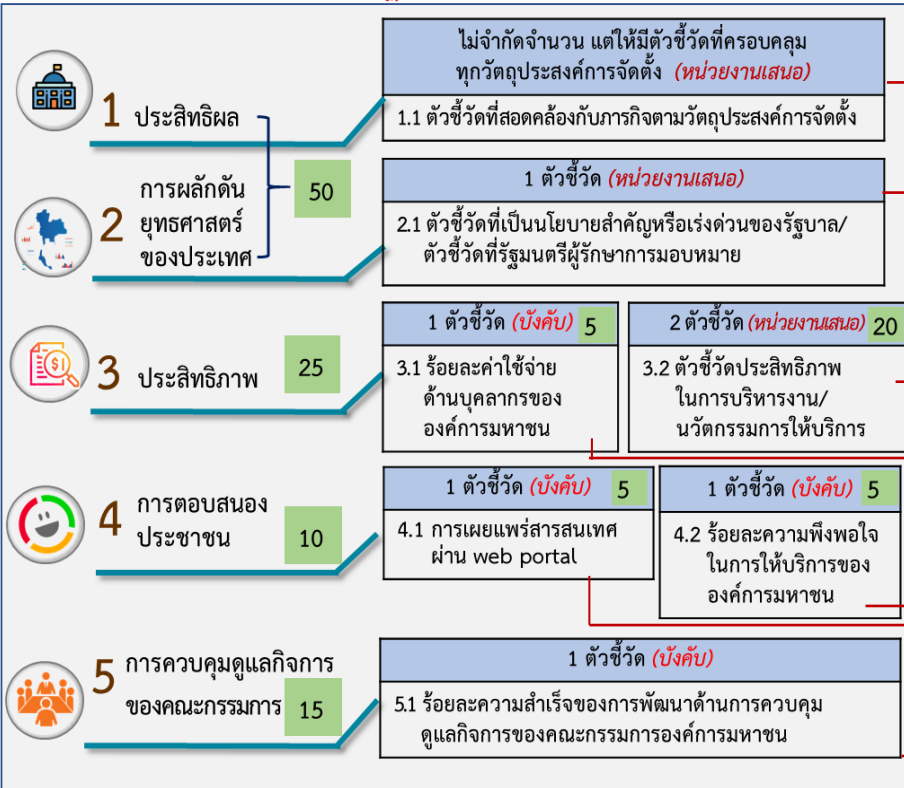 1 ประสิทธิผล
ไม่จำกัดจำนวน แต่ให้มีตัวชี้วัดที่ครอบคลุม
ทุกวัตถุประสงค์การจัดตั้ง (หน่วยงานเสนอ)
1.1 ตัวชี้วัดที่สอดคล้องกับภารกิจตามวัตถุประสงค์การจัดตั้ง
50
2 การผลักดัน
ยุทธศาสตร์
ของประเทศ
1 ตัวชี้วัด (หน่วยงานเสนอ)
2.1 ตัวชี้วัดที่เป็นนโยบายสำคัญหรือเร่งด่วนของรัฐบาล/
ตัวชี้วัดที่รัฐมนตรีผู้รักษาการมอบหมาย
3 ประสิทธิภาพ
25
1 ตัวชี้วัด (บังคับ) 5
3.1 ร้อยละค่าใช้จ่าย
ด้านบุคลากรของ
องค์การมหาชน
2 ตัวชี้วัด (หน่วยงานเสนอ) 20
3.2 ตัวชี้วัดประสิทธิภาพ
ในการบริหารงาน/
นวัตกรรมการให้บริการ
4 การตอบสนอง
ประชาชน
10
1 ตัวชี้วัด (บังคับ) 5
4.1 การเผยแพร่สารสนเทศ
ผ่าน web portal
1 ตัวชี้วัด (บังคับ) 5
4.2 ร้อยละความพึงพอใจ
ในการให้บริการของ
องค์การมหาชน
5 การควบคุมดูแลกิจการ
ของคณะกรรมการ
15
1 ตัวชี้วัด (บังคับ)
5.1 ร้อยละความสำเร็จของการพัฒนาด้านการควบคุม
ดูแลกิจการของคณะกรรมการองค์การมหาชน